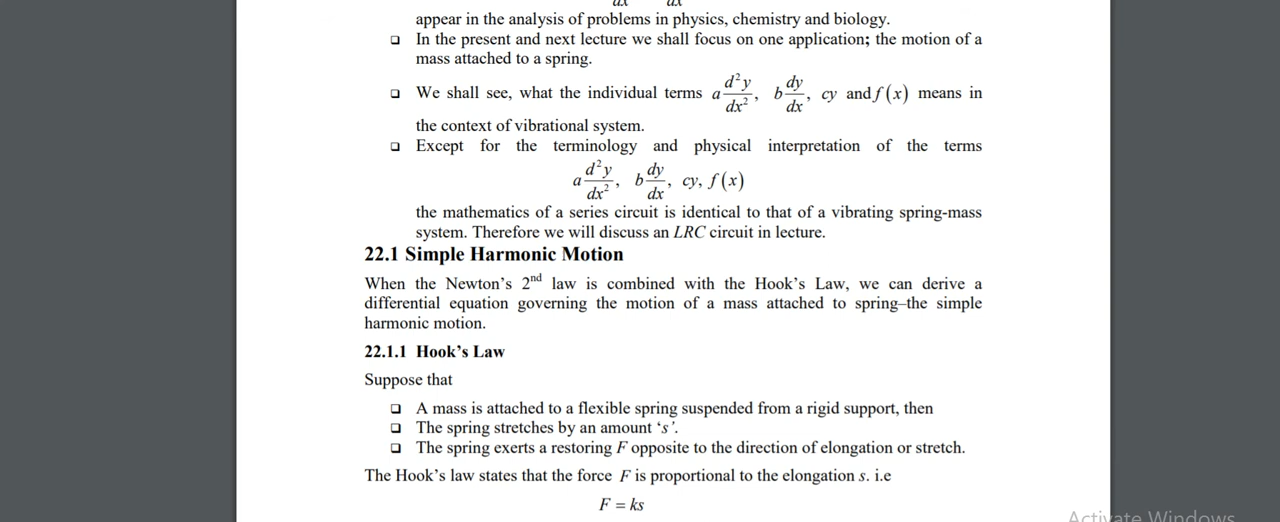 dx dx
appear in the analysis of problems in physics, chemistry and biology.
❑ In the present and next lecture we shall focus on one application; the motion of a
mass attached to a spring.
❑ We shall see, what the individual terms a d²y/dx², b dy/dx, cy and f(x) means in
the context of vibrational system.
❑ Except for the terminology and physical interpretation of the terms
a d²y/dx², b dy/dx, cy, f(x)
the mathematics of a series circuit is identical to that of a vibrating spring-mass
system. Therefore we will discuss an LRC circuit in lecture.
22.1 Simple Harmonic Motion
When the Newton’s 2nd law is combined with the Hook’s Law, we can derive a
differential equation governing the motion of a mass attached to spring–the simple
harmonic motion.
22.1.1 Hook’s Law
Suppose that
❑ A mass is attached to a flexible spring suspended from a rigid support, then
❑ The spring stretches by an amount ‘s’.
❑ The spring exerts a restoring F opposite to the direction of elongation or stretch.
The Hook’s law states that the force F is proportional to the elongation s. i.e
F = ks
Activate Windows